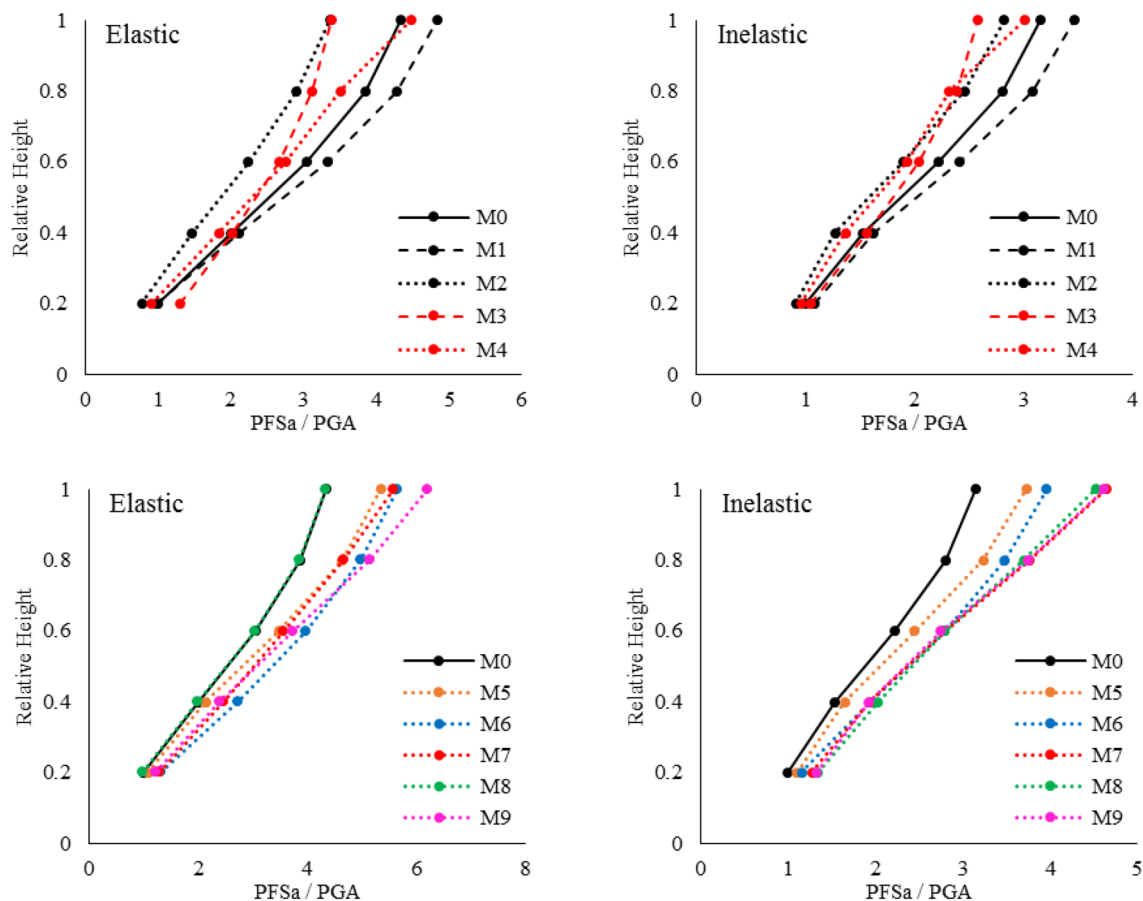 Elastic
1
0.8
0.6
0.4
0.2
0
Relative Height
0 1 2 3 4 5 6
PFSa / PGA
M0
M1
M2
M3
M4
Inelastic
1
0.8
0.6
0.4
0.2
0
Relative Height
0 1 2 3 4
PFSa / PGA
M0
M1
M2
M3
M4
Elastic
1
0.8
0.6
0.4
0.2
0
Relative Height
0 2 4 6 8
PFSa / PGA
M0
M5
M6
M7
M8
M9
Inelastic
1
0.8
0.6
0.4
0.2
0
Relative Height
0 1 2 3 4 5
PFSa / PGA
M0
M5
M6
M7
M8
M9